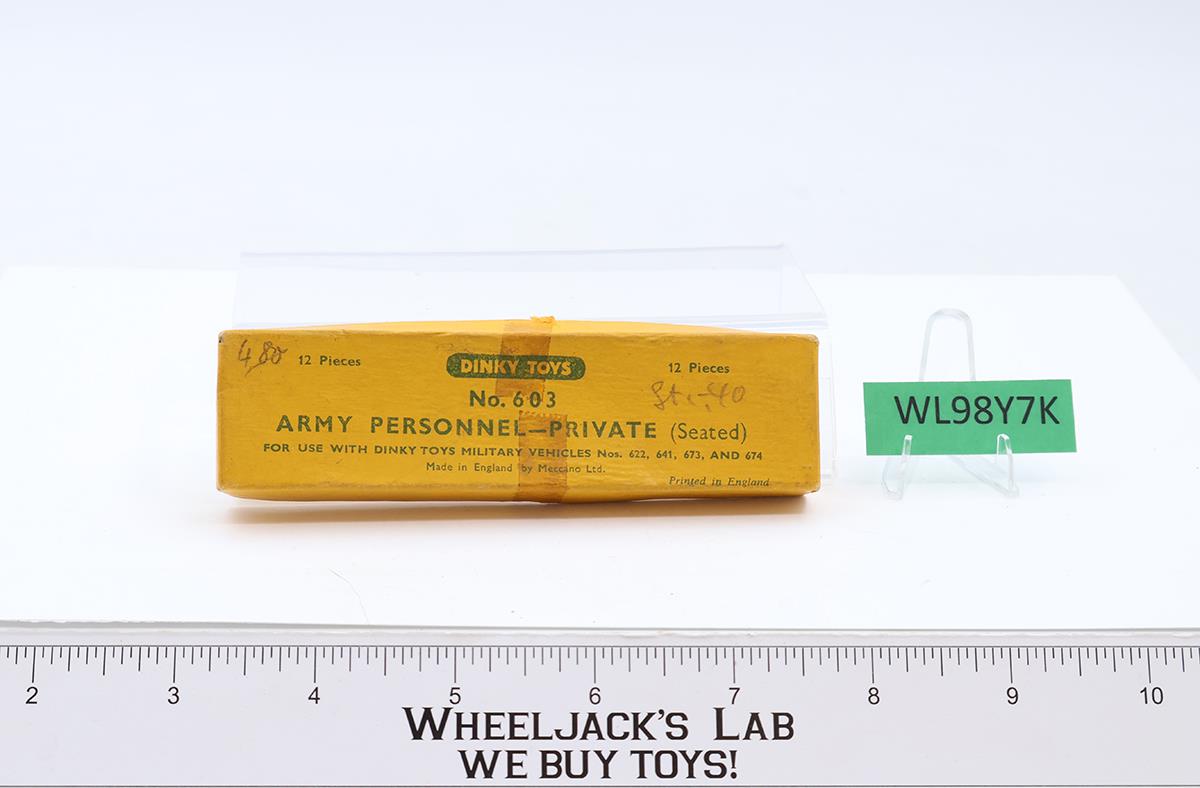 4,80
12 Pieces
DINKY TOYS
12 Pieces
No. 603
St. -,40
ARMY PERSONNEL—PRIVATE (Seated)
FOR USE WITH DINKY TOYS MILITARY VEHICLES Nos. 622, 641, 673, AND 674
Made in England by Meccano Ltd.
Printed in England
WL98Y7K
2 3 4 5 6 7 8 9 10
WHEELJACK'S LAB
WE BUY TOYS!